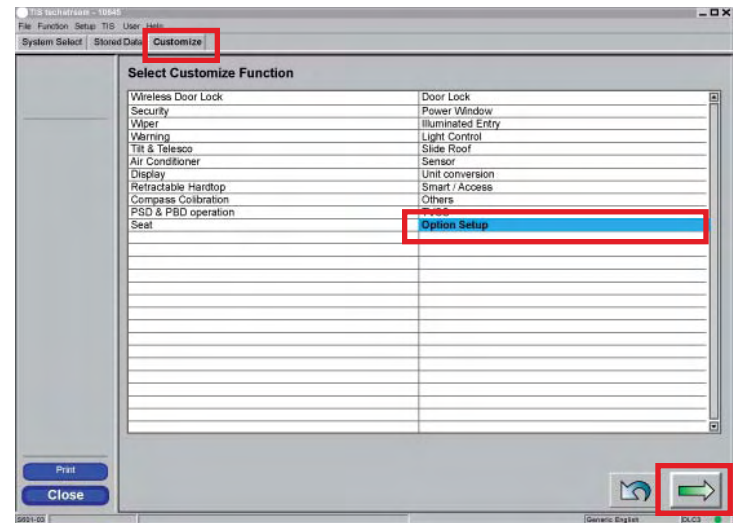 TIS techstream - 10845
File Function Setup TIS User Help
System Select Stored Data Customize
Select Customize Function
Wireless Door Lock Door Lock
Security Power Window
Wiper Illuminated Entry
Warning Light Control
Tilt & Telesco Slide Roof
Air Conditioner Sensor
Display Unit conversion
Retractable Hardtop Smart / Access
Compass Colibration Others
PSD & PBD operation
Seat Option Setup
Print
Close
S631-03 Generic English DLC3